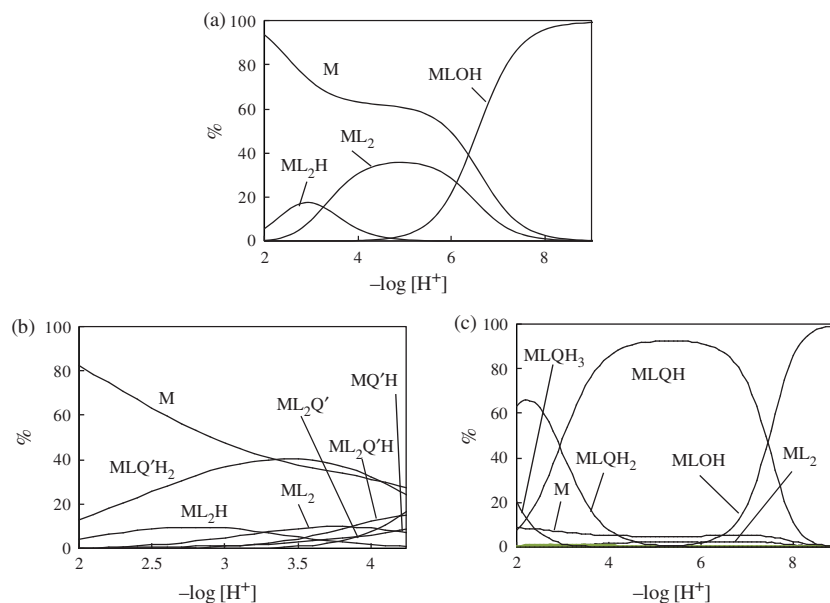 (a)
100
80
60
40
20
0
%
M
MLOH
ML₂
ML₂H
2
4
6
8
–log [H⁺]
(b)
100
80
60
40
20
0
%
M
MLQ'H₂
ML₂H
ML₂
ML₂Q'
MQ'H
ML₂Q'H
2
2.5
3
3.5
4
–log [H⁺]
(c)
100
80
60
40
20
0
%
MLQH₃
MLQH
MLQH₂
M
MLOH
ML₂
2
4
6
8
–log [H⁺]